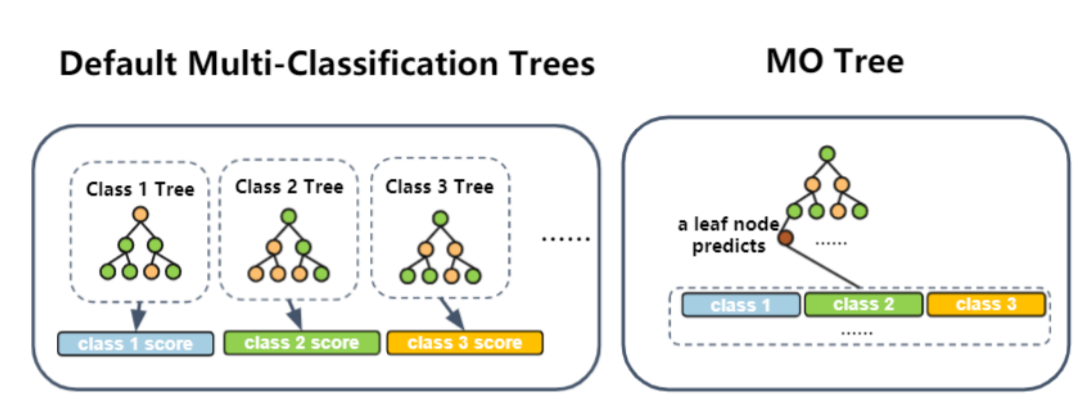 Default Multi-Classification Trees
MO Tree
Class 1 Tree
Class 2 Tree
Class 3 Tree
......
class 1 score
class 2 score
class 3 score
a leaf node
predicts
......
class 1
class 2
class 3
......